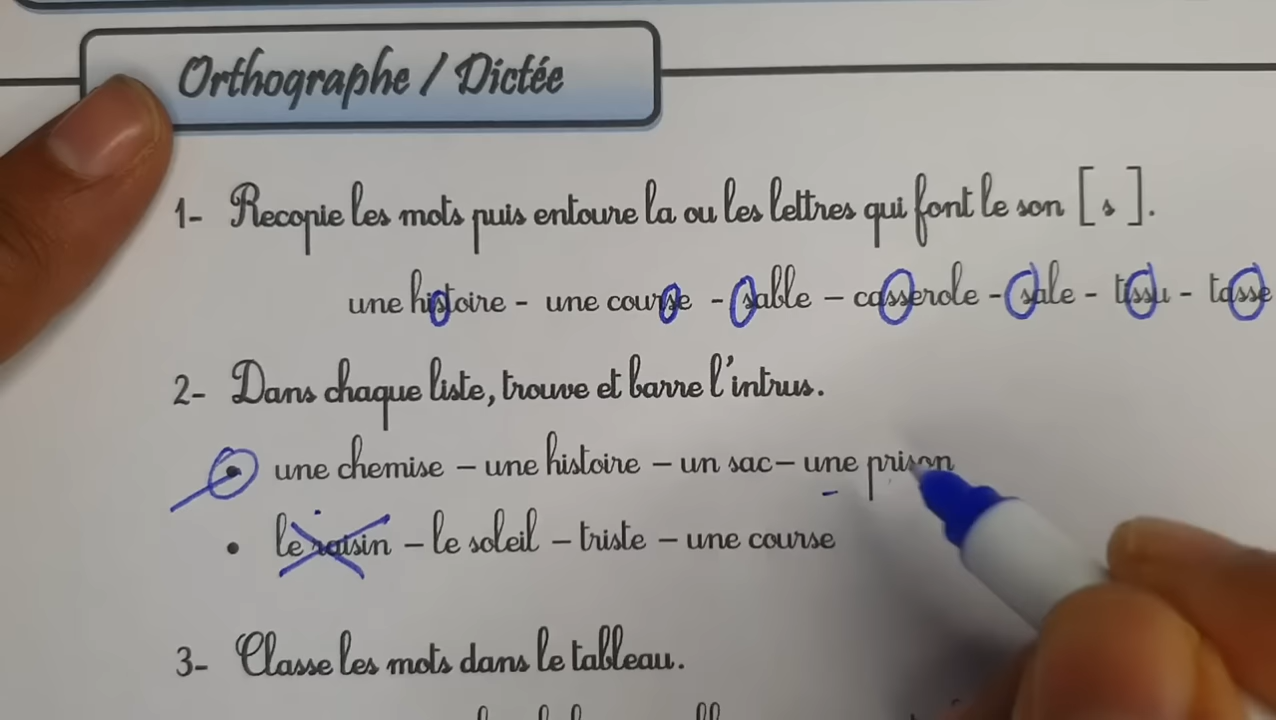 Orthographe / Dictée
1- Recopie les mots puis entoure la ou les lettres qui font le son [ s ].
une histoire - une course - sable - casserole - sale - tissu - tasse
2- Dans chaque liste, trouve et barre l'intrus.
• une chemise - une histoire - un sac - une prison
• le raisin - le soleil - triste - une course
3- Classe les mots dans le tableau.